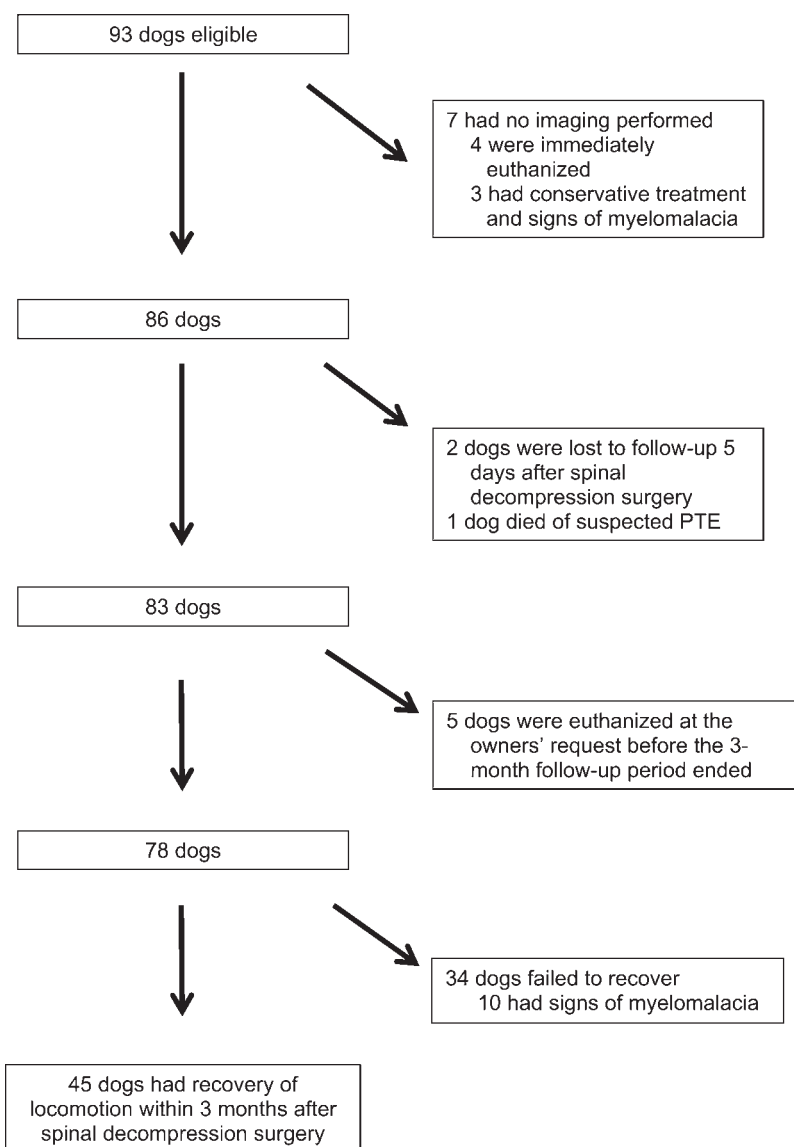 93 dogs eligible
7 had no imaging performed
4 were immediately
euthanized
3 had conservative treatment
and signs of myelomalacia
86 dogs
2 dogs were lost to follow-up 5
days after spinal
decompression surgery
1 dog died of suspected PTE
83 dogs
5 dogs were euthanized at the
owners’ request before the 3-
month follow-up period ended
78 dogs
34 dogs failed to recover
10 had signs of myelomalacia
45 dogs had recovery of
locomotion within 3 months after
spinal decompression surgery